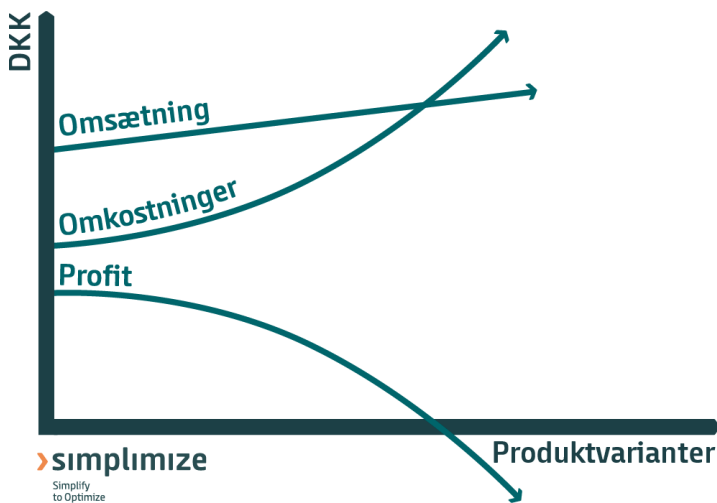 DKK
Omsætning
Omkostninger
Profit
Produktvarianter
simplimize
Simplify
to Optimize